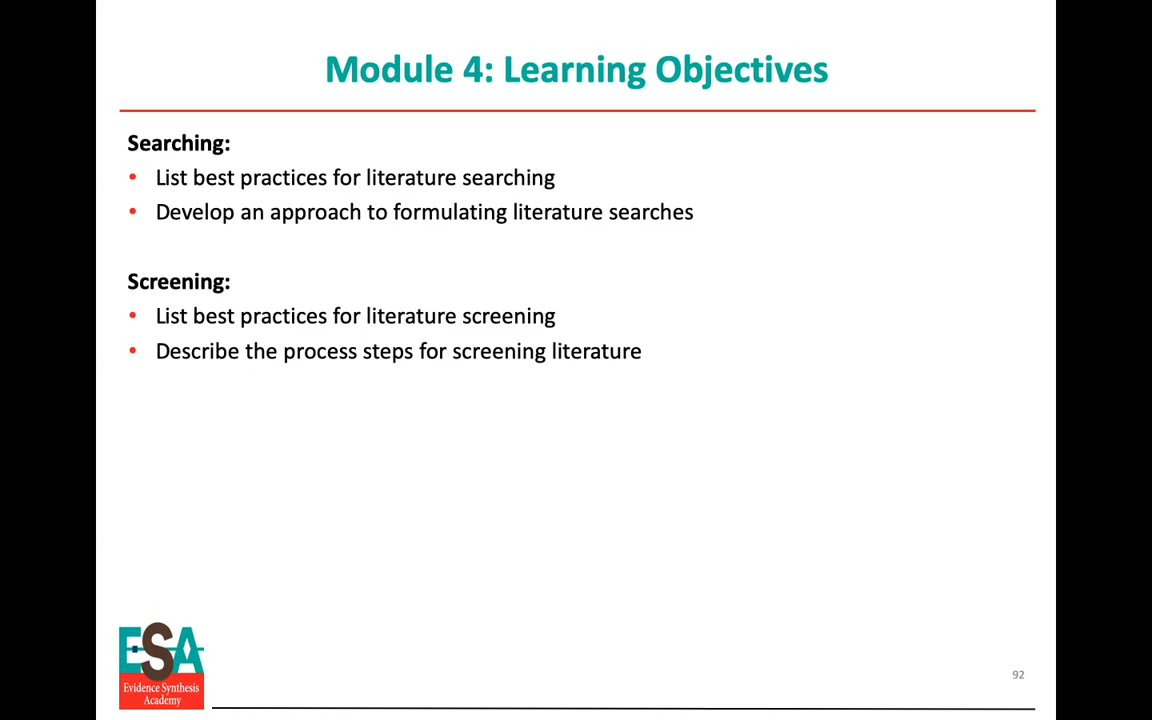 Module 4: Learning Objectives
Searching:
• List best practices for literature searching
• Develop an approach to formulating literature searches
Screening:
• List best practices for literature screening
• Describe the process steps for screening literature
ESA
Evidence Synthesis
Academy
92